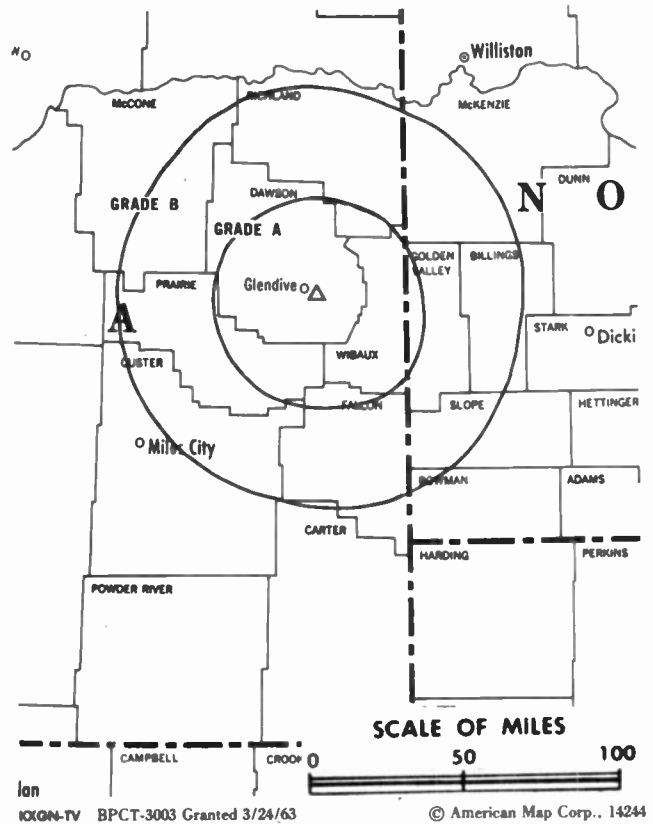 Williston
McCONE
RICHLAND
McKENZIE
DUNN
N O
GRADE B
DAWSON
GRADE A
GOLDEN
VALLEY
BILLINGS
PRAIRIE
Glendive
A
STARK
Dicki
WIBAUX
CUSTER
FALLON
SLOPE
HETTINGER
Miles City
BOWMAN
ADAMS
CARTER
HARDING
PERKINS
POWDER RIVER
SCALE OF MILES
CAMPBELL
CROOK
0 50 100
lan
KXGN-TV BPCT-3003 Granted 3/24/63
© American Map Corp., 14244